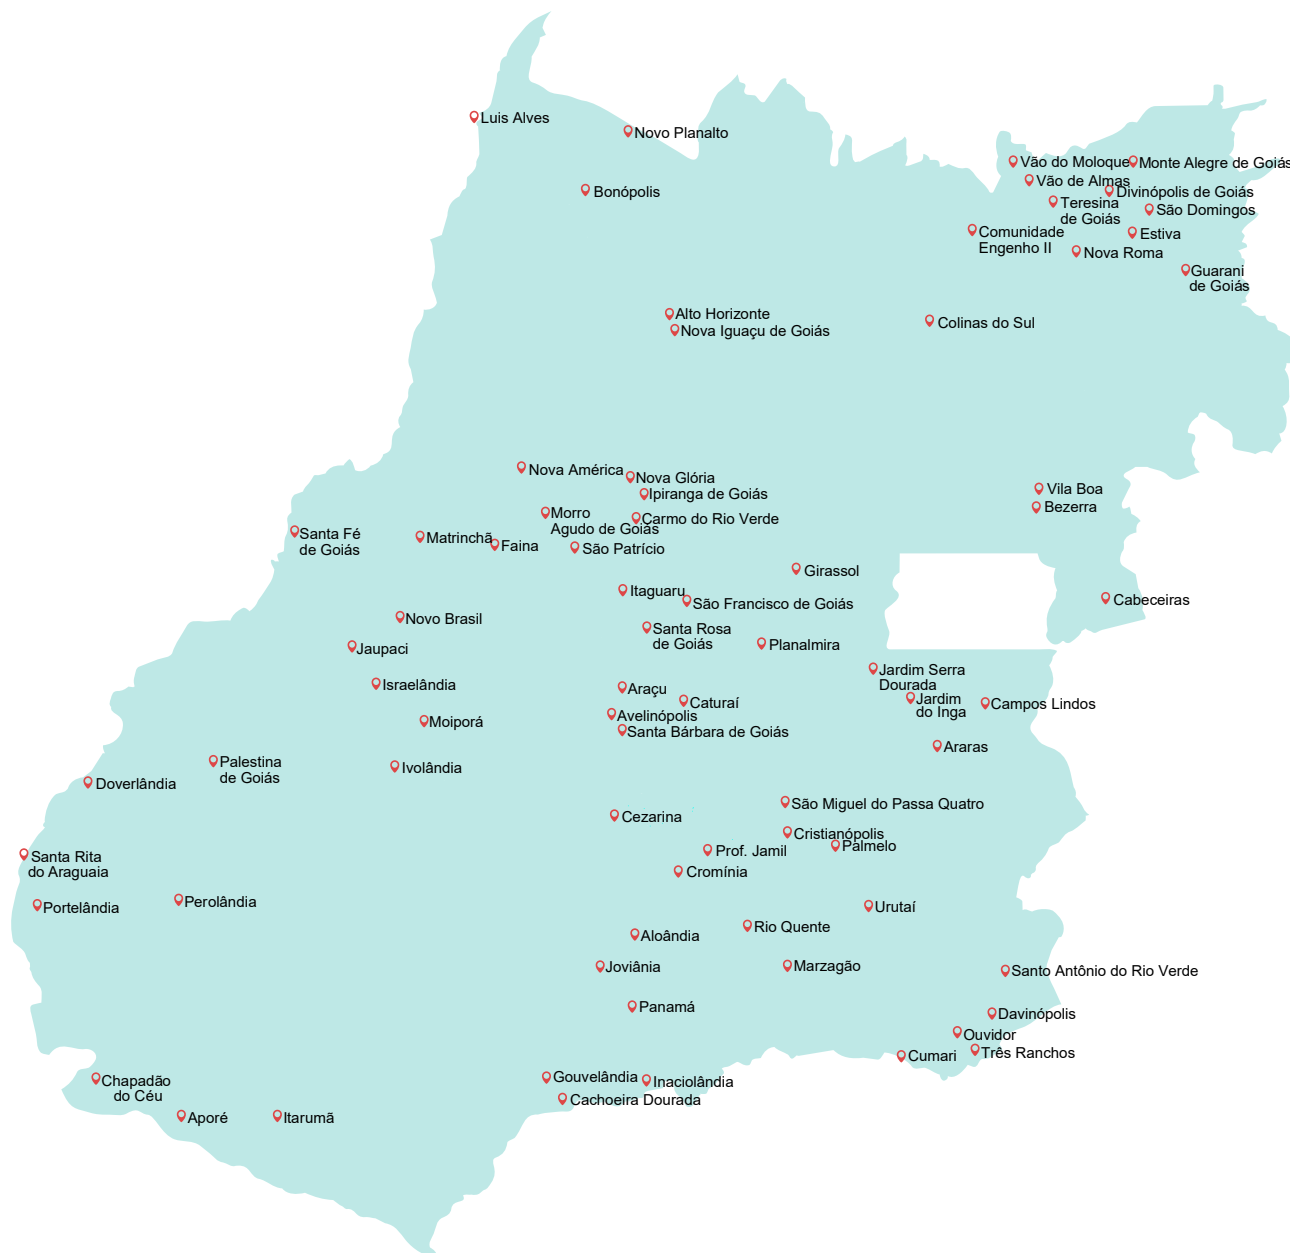 Luis Alves
Novo Planalto
Vão do Moloque
Monte Alegre de Goiás
Vão de Almas
Bonópolis
Divinópolis de Goiás
Teresina
de Goiás
São Domingos
Comunidade
Engenho II
Estiva
Nova Roma
Guarani
de Goiás
Alto Horizonte
Nova Iguaçu de Goiás
Colinas do Sul
Nova América
Nova Glória
Ipiranga de Goiás
Vila Boa
Bezerra
Morro
Agudo de Goiás
Carmo do Rio Verde
Santa Fé
de Goiás
Matrinchã
Faina
São Patrício
Girassol
Itaguaru
São Francisco de Goiás
Cabeceiras
Novo Brasil
Santa Rosa
de Goiás
Planalmira
Jaupaci
Jardim Serra
Dourada
Israelândia
Araçu
Caturaí
Jardim
do Inga
Campos Lindos
Moiporá
Avelinópolis
Santa Bárbara de Goiás
Araras
Palestina
de Goiás
Ivolândia
Doverlândia
São Miguel do Passa Quatro
Cezarina
Cristianópolis
Palmelo
Prof. Jamil
Santa Rita
do Araguaia
Cromínia
Perolândia
Portelândia
Urutaí
Rio Quente
Aloândia
Joviânia
Marzagão
Santo Antônio do Rio Verde
Panamá
Davinópolis
Ouvidor
Três Ranchos
Cumari
Chapadão
do Céu
Gouvelândia
Inaciolândia
Cachoeira Dourada
Aporé
Itarumã